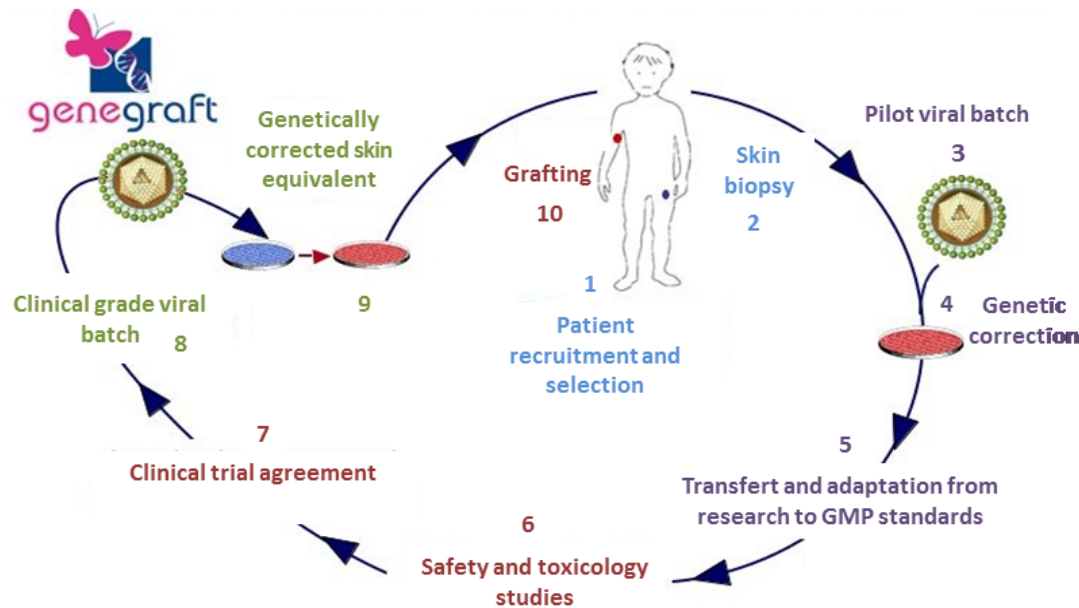 genegraft
Genetically
corrected skin
equivalent
Grafting
10
Skin
biopsy
2
Pilot viral batch
3
1
Patient
recruitment and
selection
4
Genetic
correction
9
Clinical grade viral
batch
8
7
Clinical trial agreement
5
Transfert and adaptation from
research to GMP standards
6
Safety and toxicology
studies